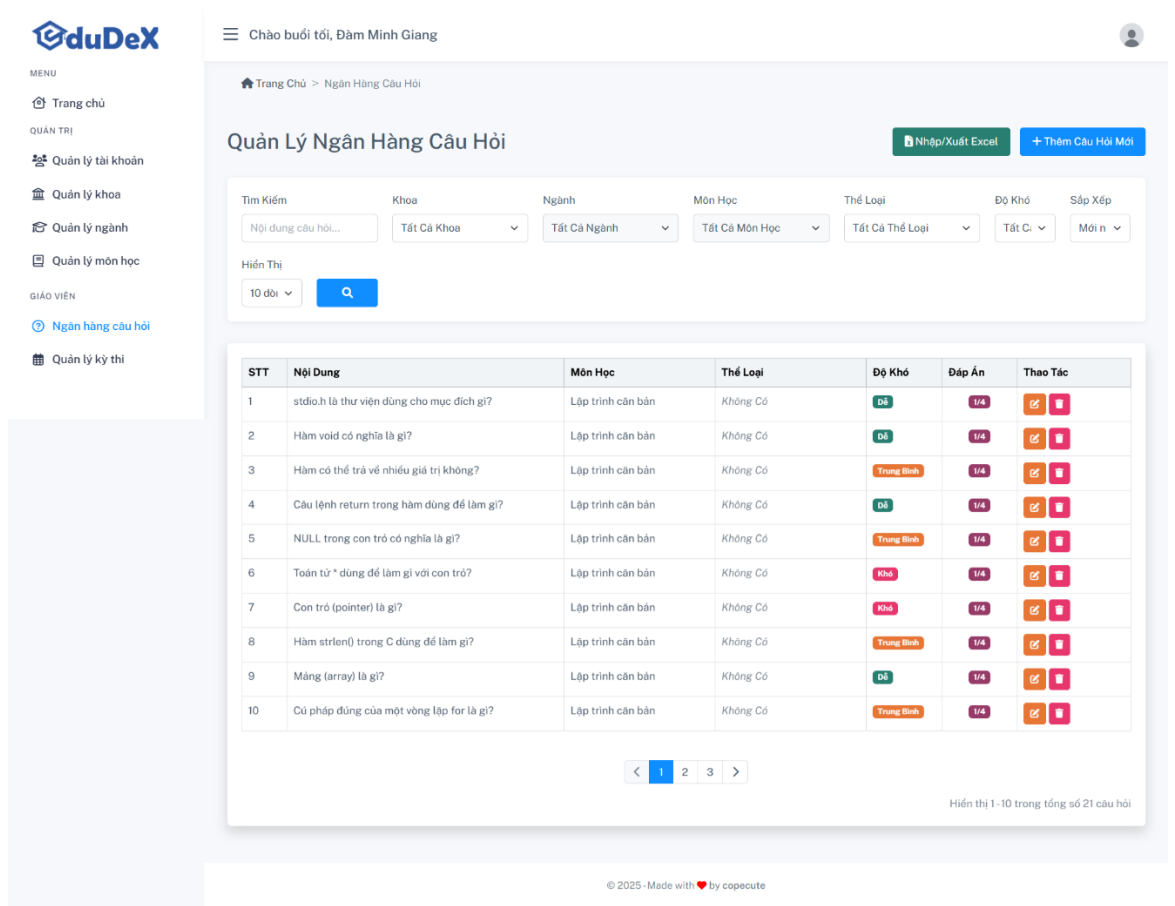 EduDeX
Chào buổi tối, Đàm Minh Giang
MENU
Trang chủ
QUẢN TRỊ
Quản lý tài khoản
Quản lý khoa
Quản lý ngành
Quản lý môn học
GIÁO VIÊN
Ngân hàng câu hỏi
Quản lý kỳ thi
Trang Chủ > Ngân Hàng Câu Hỏi
Quản Lý Ngân Hàng Câu Hỏi
Nhập/Xuất Excel
+ Thêm Câu Hỏi Mới
Tìm Kiếm Khoa Ngành Môn Học Thể Loại Độ Khó Sắp Xếp
Nội dung câu hỏi... Tất Cả Khoa Tất Cả Ngành Tất Cả Môn Học Tất Cả Thể Loại Tất C Mới n
Hiển Thị
10 dò
STT Nội Dung Môn Học Thể Loại Độ Khó Đáp Án Thao Tác
1 stdio.h là thư viện dùng cho mục đích gì? Lập trình căn bản Không Có Dễ 1/4
2 Hàm void có nghĩa là gì? Lập trình căn bản Không Có Dễ 1/4
3 Hàm có thể trả về nhiều giá trị không? Lập trình căn bản Không Có Trung Bình 1/4
4 Câu lệnh return trong hàm dùng để làm gì? Lập trình căn bản Không Có Dễ 1/4
5 NULL trong con trỏ có nghĩa là gì? Lập trình căn bản Không Có Trung Bình 1/4
6 Toán tử * dùng để làm gì với con trỏ? Lập trình căn bản Không Có Khó 1/4
7 Con trỏ (pointer) là gì? Lập trình căn bản Không Có Khó 1/4
8 Hàm strlen() trong C dùng để làm gì? Lập trình căn bản Không Có Trung Bình 1/4
9 Mảng (array) là gì? Lập trình căn bản Không Có Dễ 1/4
10 Cú pháp đúng của một vòng lặp for là gì? Lập trình căn bản Không Có Trung Bình 1/4
< 1 2 3 >
Hiển thị 1 - 10 trong tổng số 21 câu hỏi
© 2025 - Made with ❤ by copecute